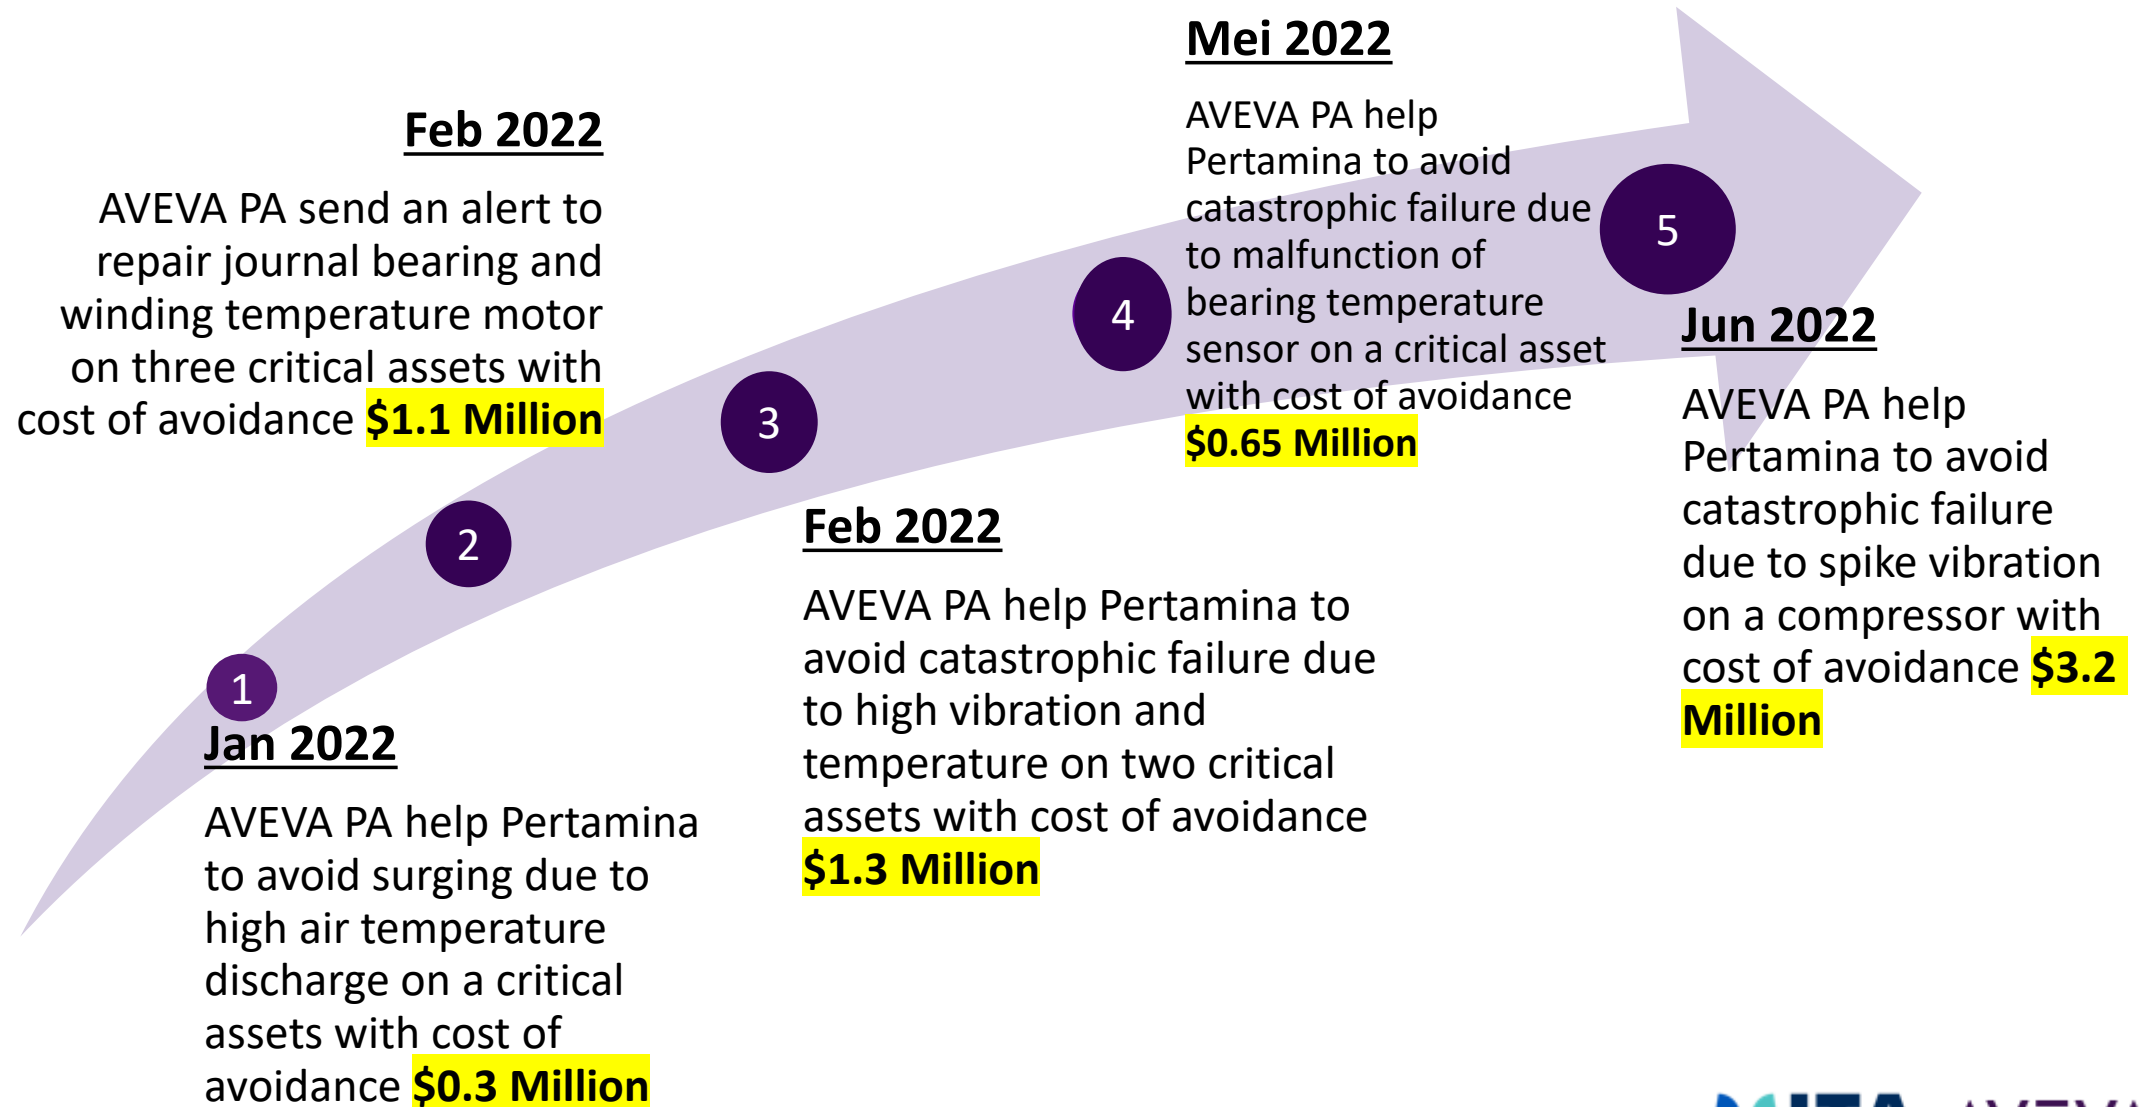 1
Jan 2022
AVEVA PA help Pertamina
to avoid surging due to
high air temperature
discharge on a critical
assets with cost of
avoidance $0.3 Million
2
Feb 2022
AVEVA PA send an alert to
repair journal bearing and
winding temperature motor
on three critical assets with
cost of avoidance $1.1 Million
3
Feb 2022
AVEVA PA help Pertamina to
avoid catastrophic failure due
to high vibration and
temperature on two critical
assets with cost of avoidance
$1.3 Million
4
Mei 2022
AVEVA PA help
Pertamina to avoid
catastrophic failure due
to malfunction of
bearing temperature
sensor on a critical asset
with cost of avoidance
$0.65 Million
5
Jun 2022
AVEVA PA help
Pertamina to avoid
catastrophic failure
due to spike vibration
on a compressor with
cost of avoidance $3.2
Million